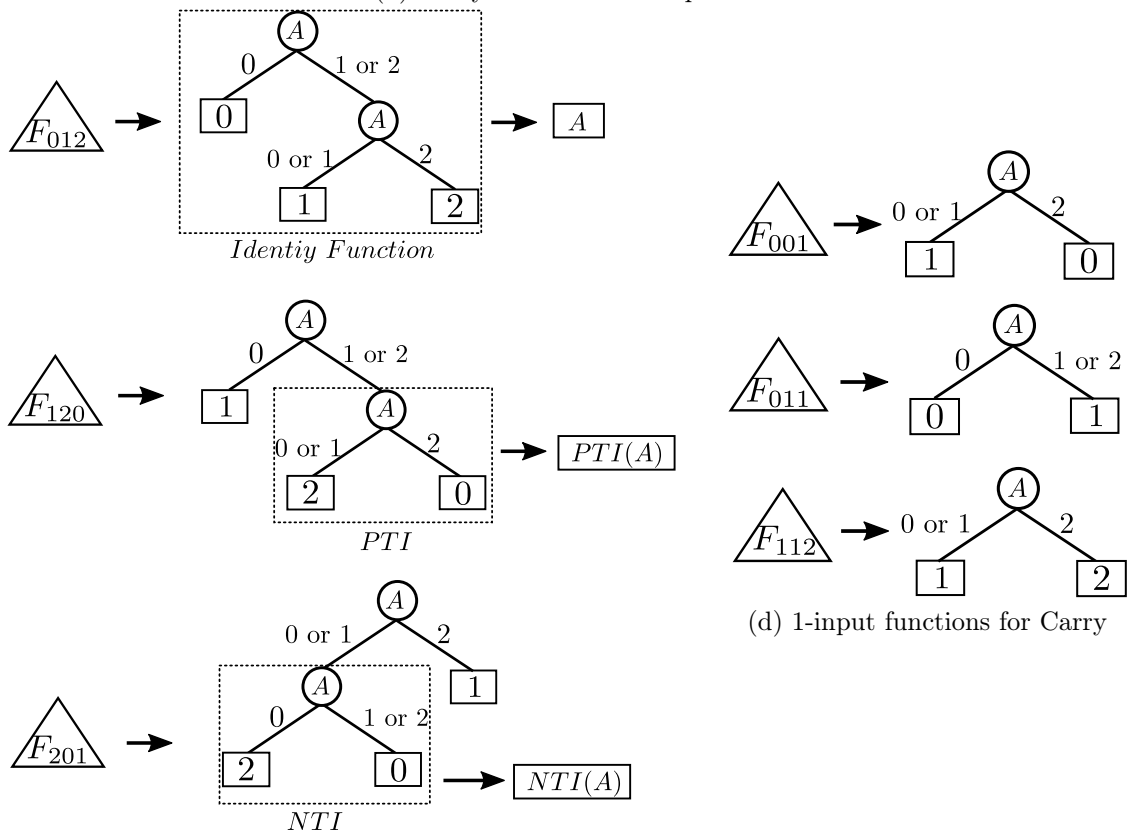 A
0
1 or 2
0
A
F012
A
0 or 1
2
1
2
Identiy Function
A
0
1 or 2
1
A
F120
0 or 1
2
PTI(A)
2
0
PTI
A
0 or 1
2
A
1
0
1 or 2
F201
2
0
NTI(A)
NTI
A
0 or 1
2
F001
1
0
A
0
1 or 2
F011
0
1
A
0 or 1
2
F112
1
2
(d) 1-input functions for Carry